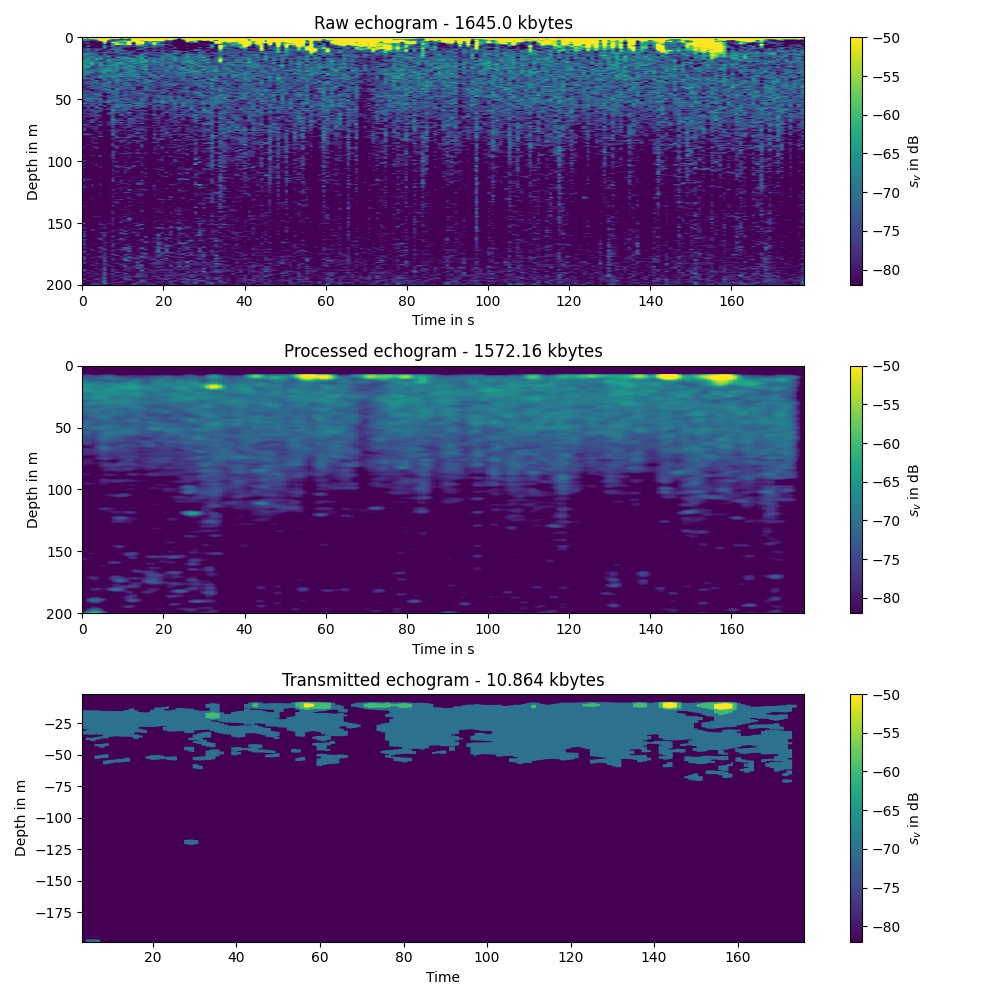 Raw echogram - 1645.0 kbytes
0
50
100
150
200
Depth in m
0 20 40 60 80 100 120 140 160
Time in s
−50
−55
−60
−65
−70
−75
−80
sv in dB
Processed echogram - 1572.16 kbytes
0
50
100
150
200
Depth in m
0 20 40 60 80 100 120 140 160
Time in s
−50
−55
−60
−65
−70
−75
−80
sv in dB
Transmitted echogram - 10.864 kbytes
−25
−50
−75
−100
−125
−150
−175
Depth in m
20 40 60 80 100 120 140 160
Time
−50
−55
−60
−65
−70
−75
−80
sv in dB